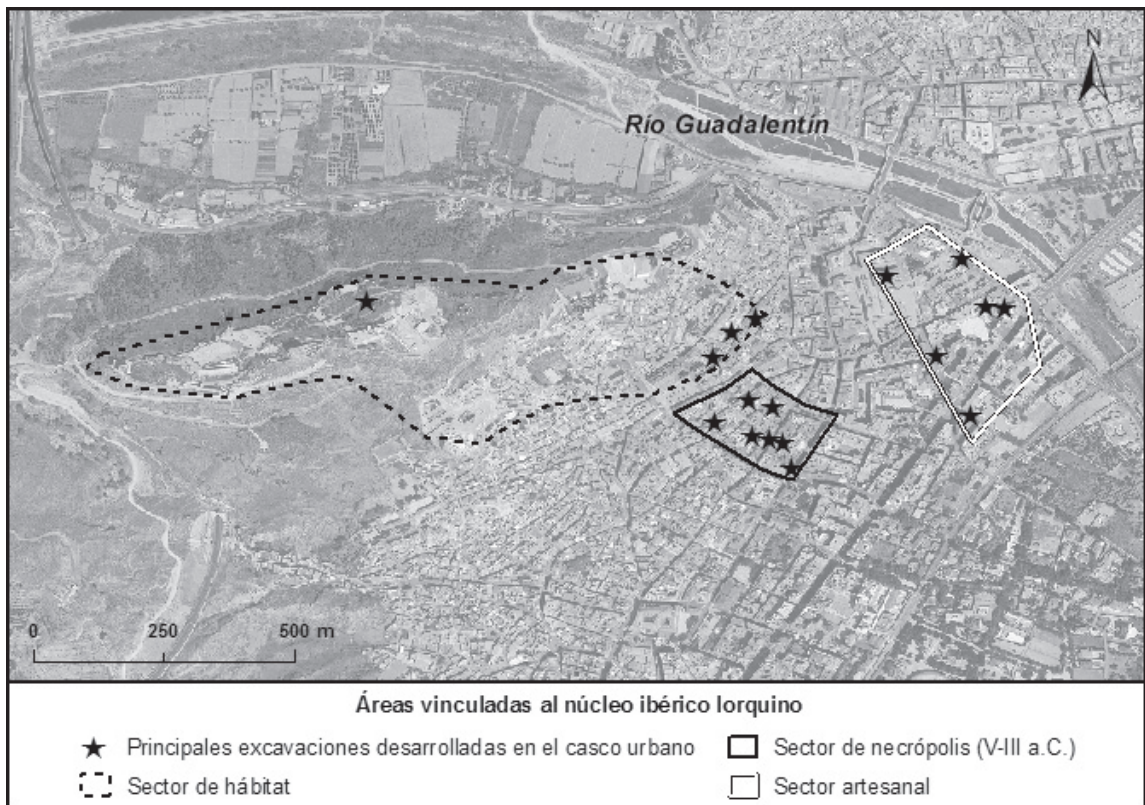 N
Río Guadalentín
0 250 500 m
Áreas vinculadas al núcleo ibérico lorquino
Principales excavaciones desarrolladas en el casco urbano
Sector de necrópolis (V-III a.C.)
Sector de hábitat
Sector artesanal